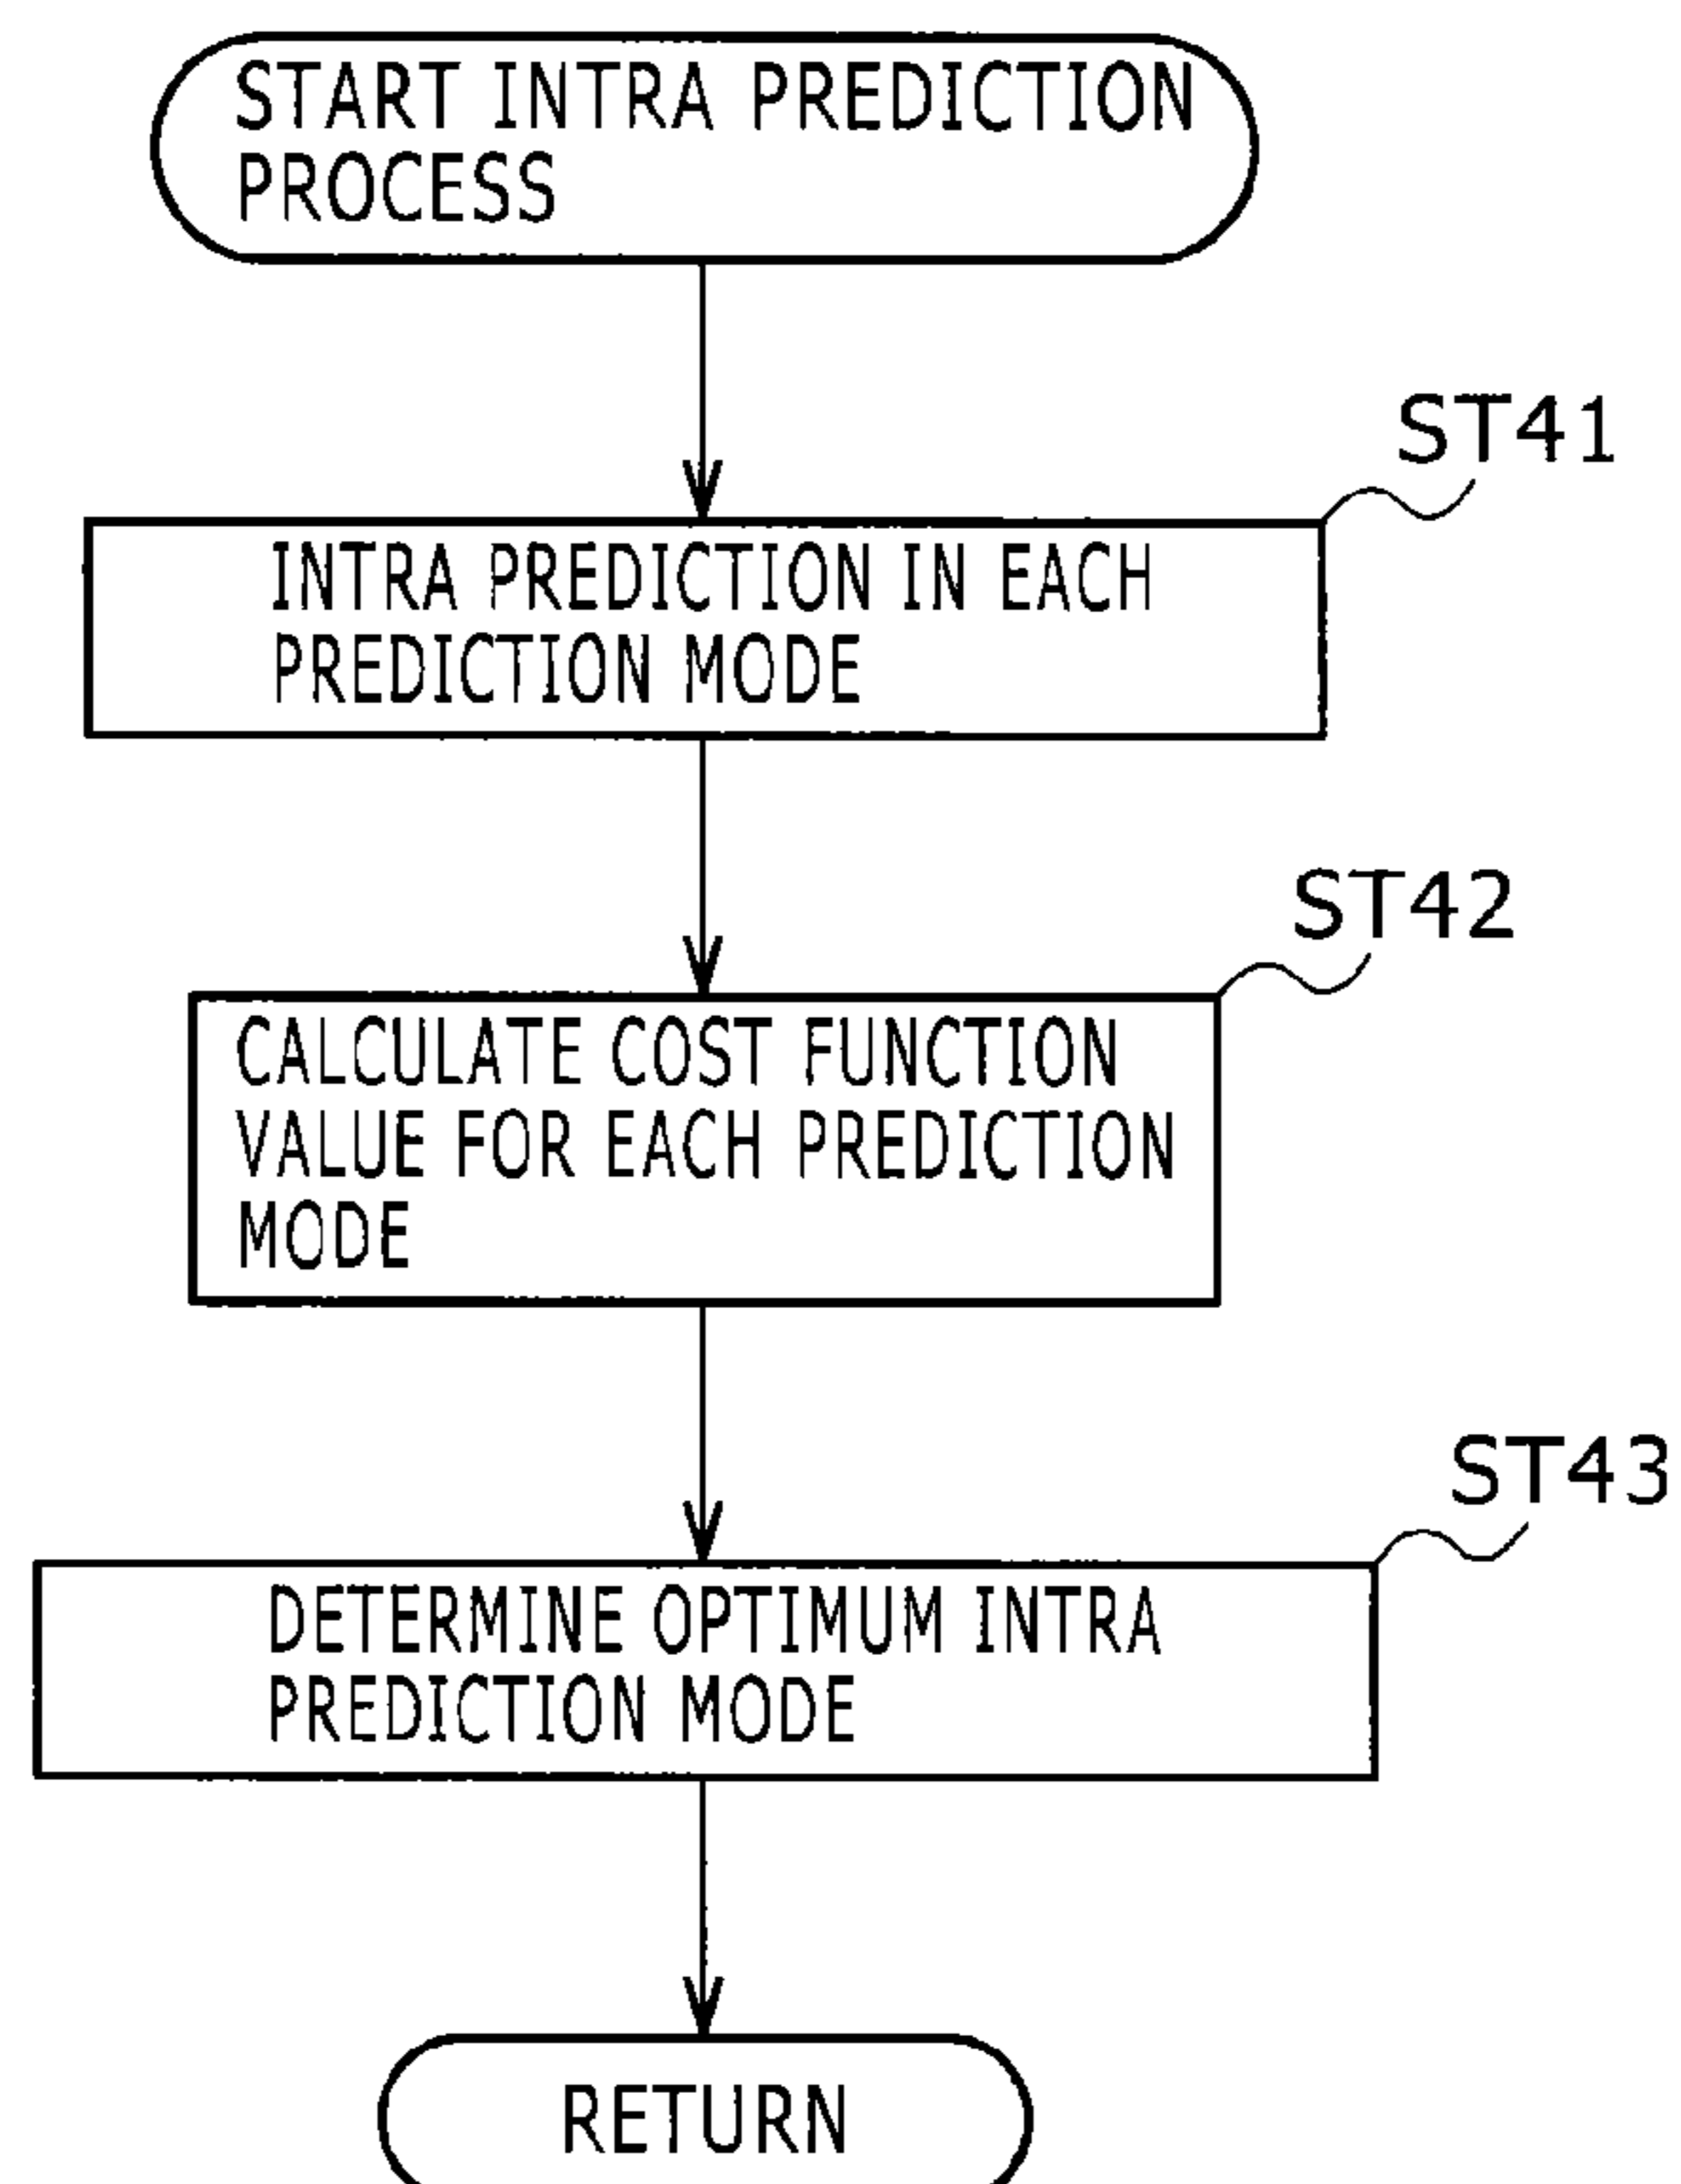 START INTRA PREDICTION
PROCESS
ST41
INTRA PREDICTION IN EACH
PREDICTION MODE
ST42
CALCULATE COST FUNCTION
VALUE FOR EACH PREDICTION
MODE
ST43
DETERMINE OPTIMUM INTRA
PREDICTION MODE
RETURN